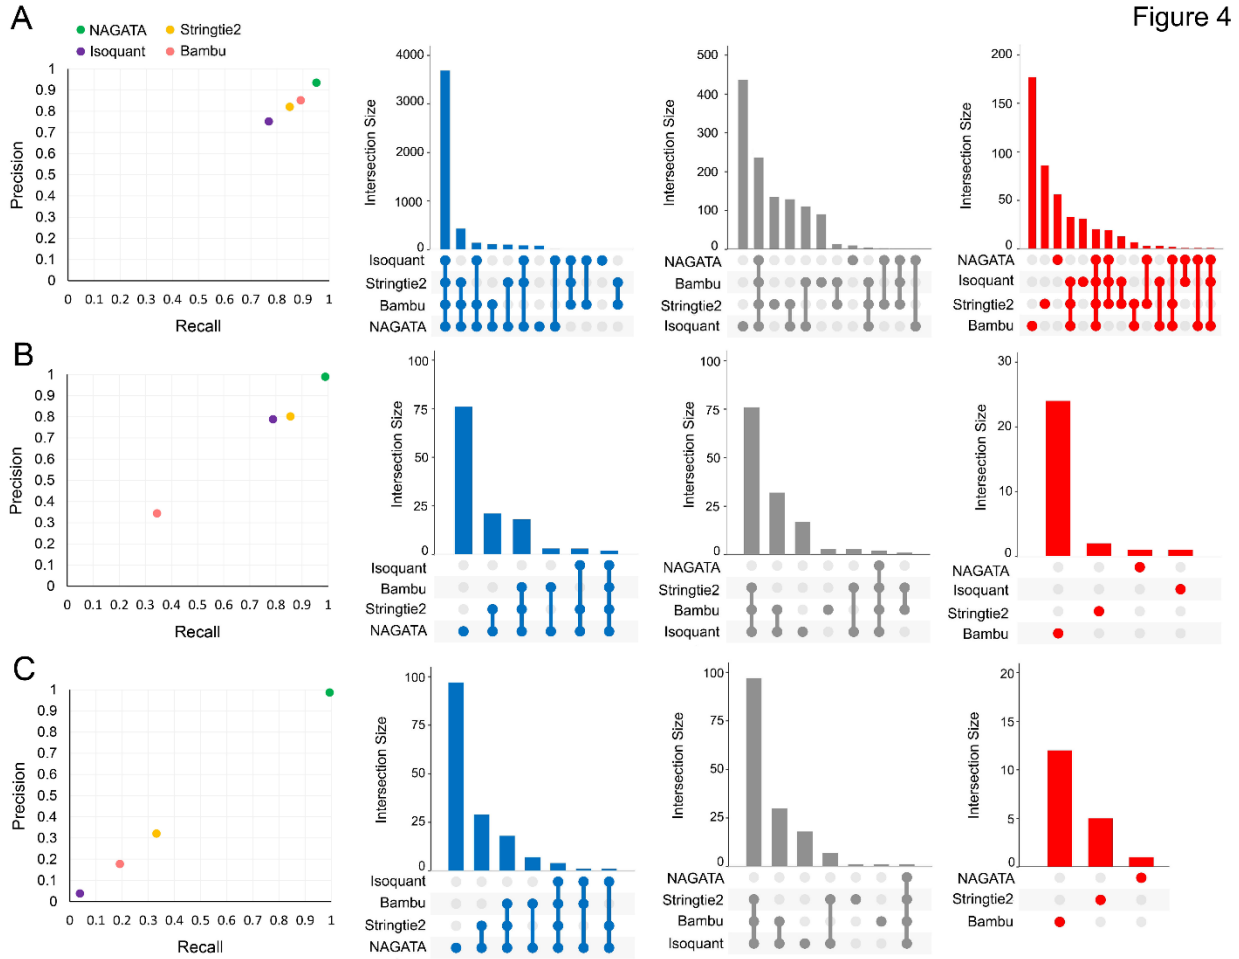 A
Figure 4
NAGATA
Stringtie2
Isoquant
Bambu
1
0.9
0.8
0.7
0.6
0.5
0.4
0.3
0.2
0.1
0
Precision
0 0.1 0.2 0.3 0.4 0.5 0.6 0.7 0.8 0.9 1
Recall
4000
3000
2000
1000
0
Intersection Size
Isoquant
Stringtie2
Bambu
NAGATA
500
400
300
200
100
0
Intersection Size
NAGATA
Bambu
Stringtie2
Isoquant
200
150
100
50
0
Intersection Size
NAGATA
Isoquant
Stringtie2
Bambu
B
1
0.9
0.8
0.7
0.6
0.5
0.4
0.3
0.2
0.1
0
Precision
0 0.1 0.2 0.3 0.4 0.5 0.6 0.7 0.8 0.9 1
Recall
100
75
50
25
0
Intersection Size
Isoquant
Bambu
Stringtie2
NAGATA
100
75
50
25
0
Intersection Size
NAGATA
Stringtie2
Bambu
Isoquant
30
20
10
0
Intersection Size
NAGATA
Isoquant
Stringtie2
Bambu
C
1
0.9
0.8
0.7
0.6
0.5
0.4
0.3
0.2
0.1
0
Precision
0 0.1 0.2 0.3 0.4 0.5 0.6 0.7 0.8 0.9 1
Recall
100
75
50
25
0
Intersection Size
Isoquant
Bambu
Stringtie2
NAGATA
100
75
50
25
0
Intersection Size
NAGATA
Stringtie2
Bambu
Isoquant
20
15
10
5
0
Intersection Size
NAGATA
Stringtie2
Bambu